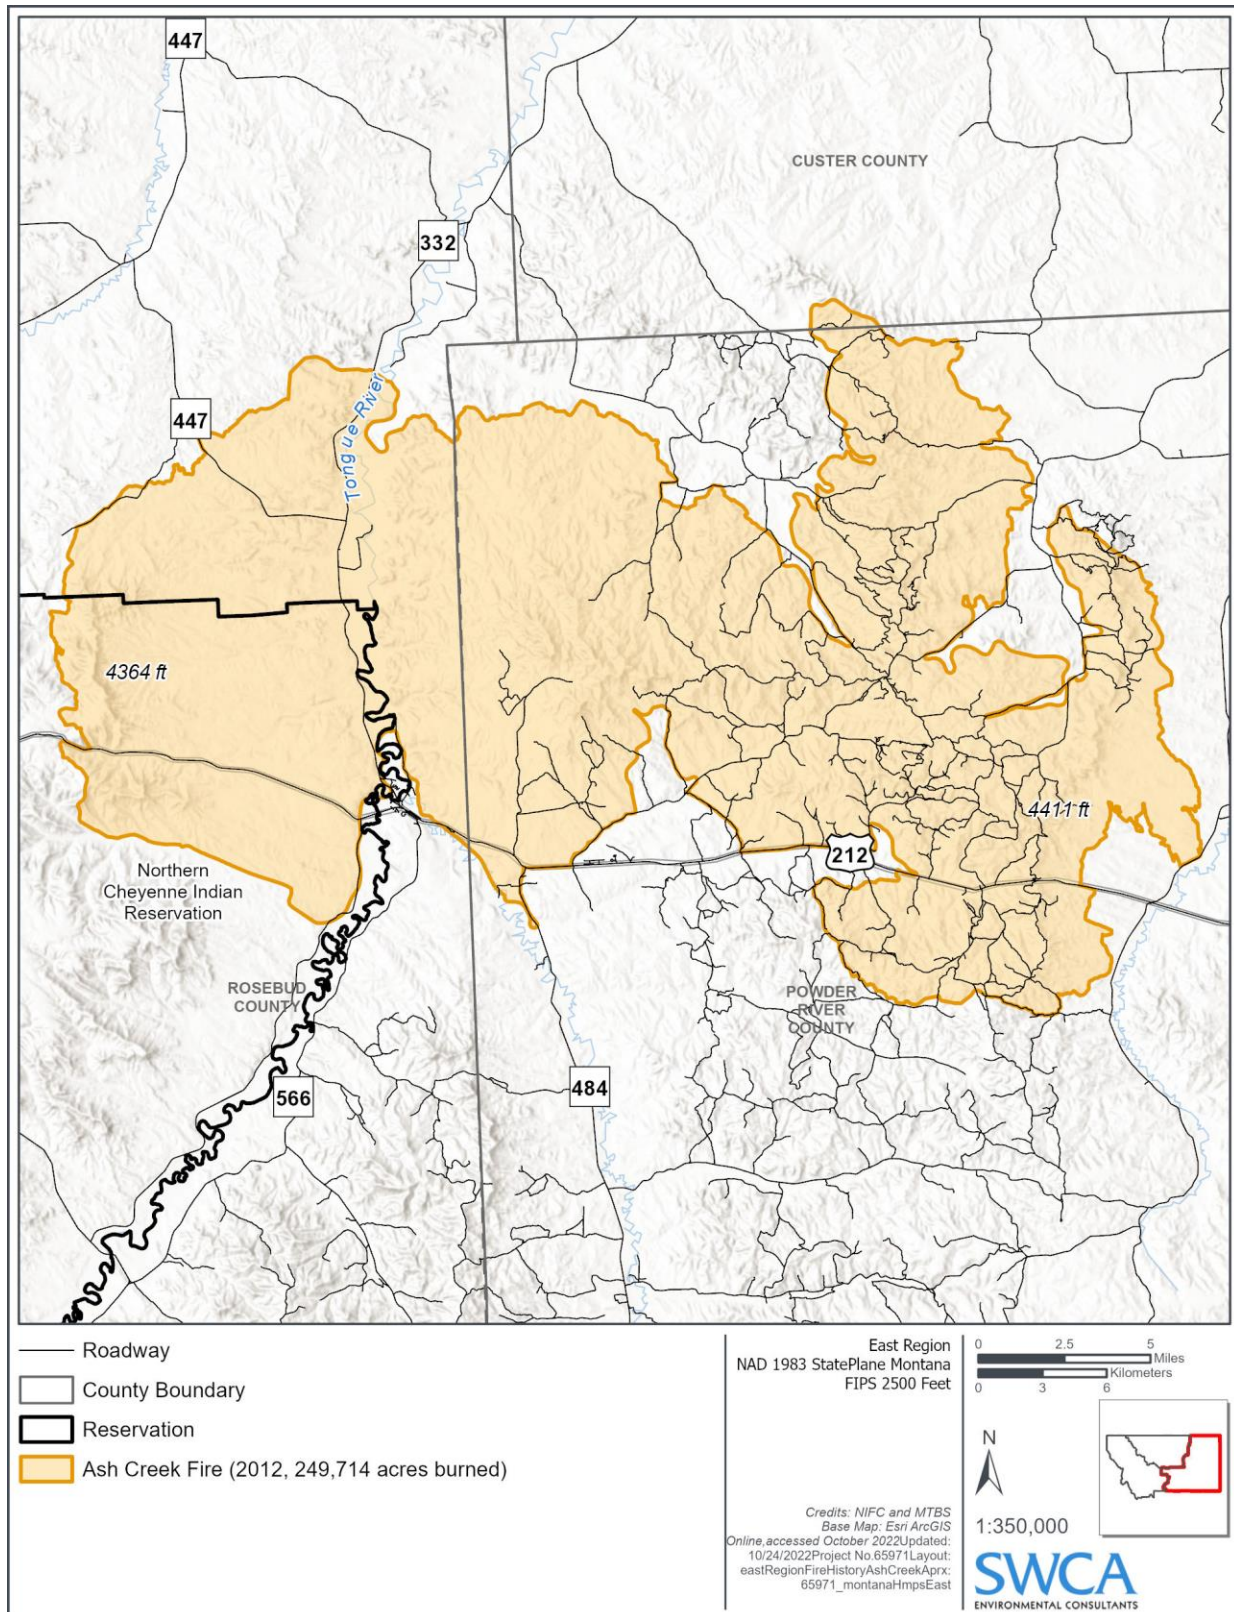 447
CUSTER COUNTY
332
447
Tongue River
4364 ft
4411 ft
212
Northern
Cheyenne Indian
Reservation
ROSEBUD
COUNTY
POWDER
RIVER
COUNTY
566
484
Roadway
County Boundary
Reservation
Ash Creek Fire (2012, 249,714 acres burned)
East Region
NAD 1983 StatePlane Montana
FIPS 2500 Feet
Credits: NIFC and MTBS
Base Map: Esri ArcGIS
Online,accessed October 2022Updated:
10/24/2022Project No.65971Layout:
eastRegionFireHistoryAshCreekAprx:
65971_montanaHmpsEast
0 2.5 5
Miles
Kilometers
0 3 6
N
1:350,000
SWCA
ENVIRONMENTAL CONSULTANTS